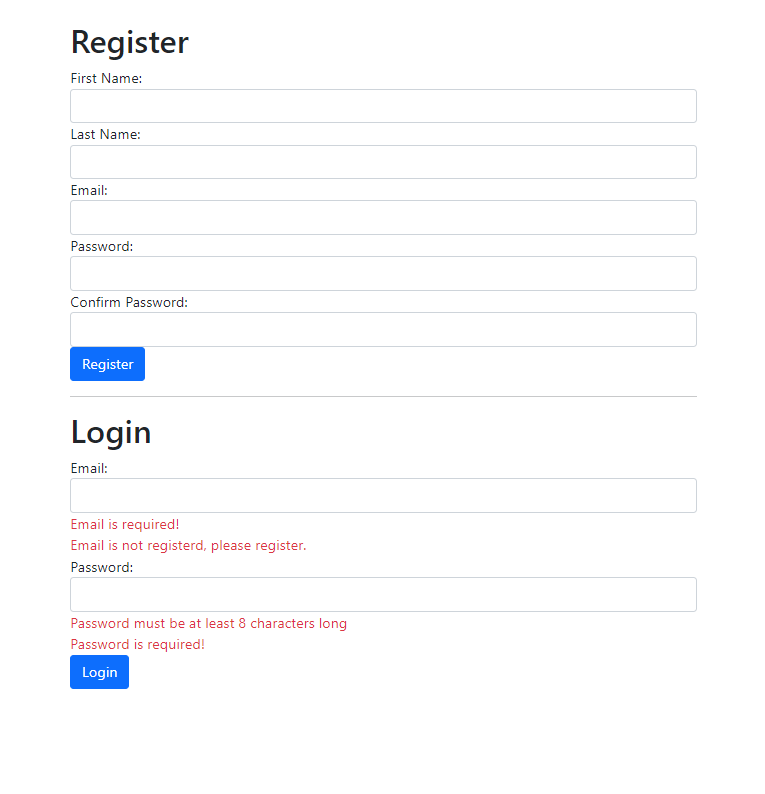 Register
First Name:
Last Name:
Email:
Password:
Confirm Password:
Register
Login
Email:
Email is required!
Email is not registerd, please register.
Password:
Password must be at least 8 characters long
Password is required!
Login